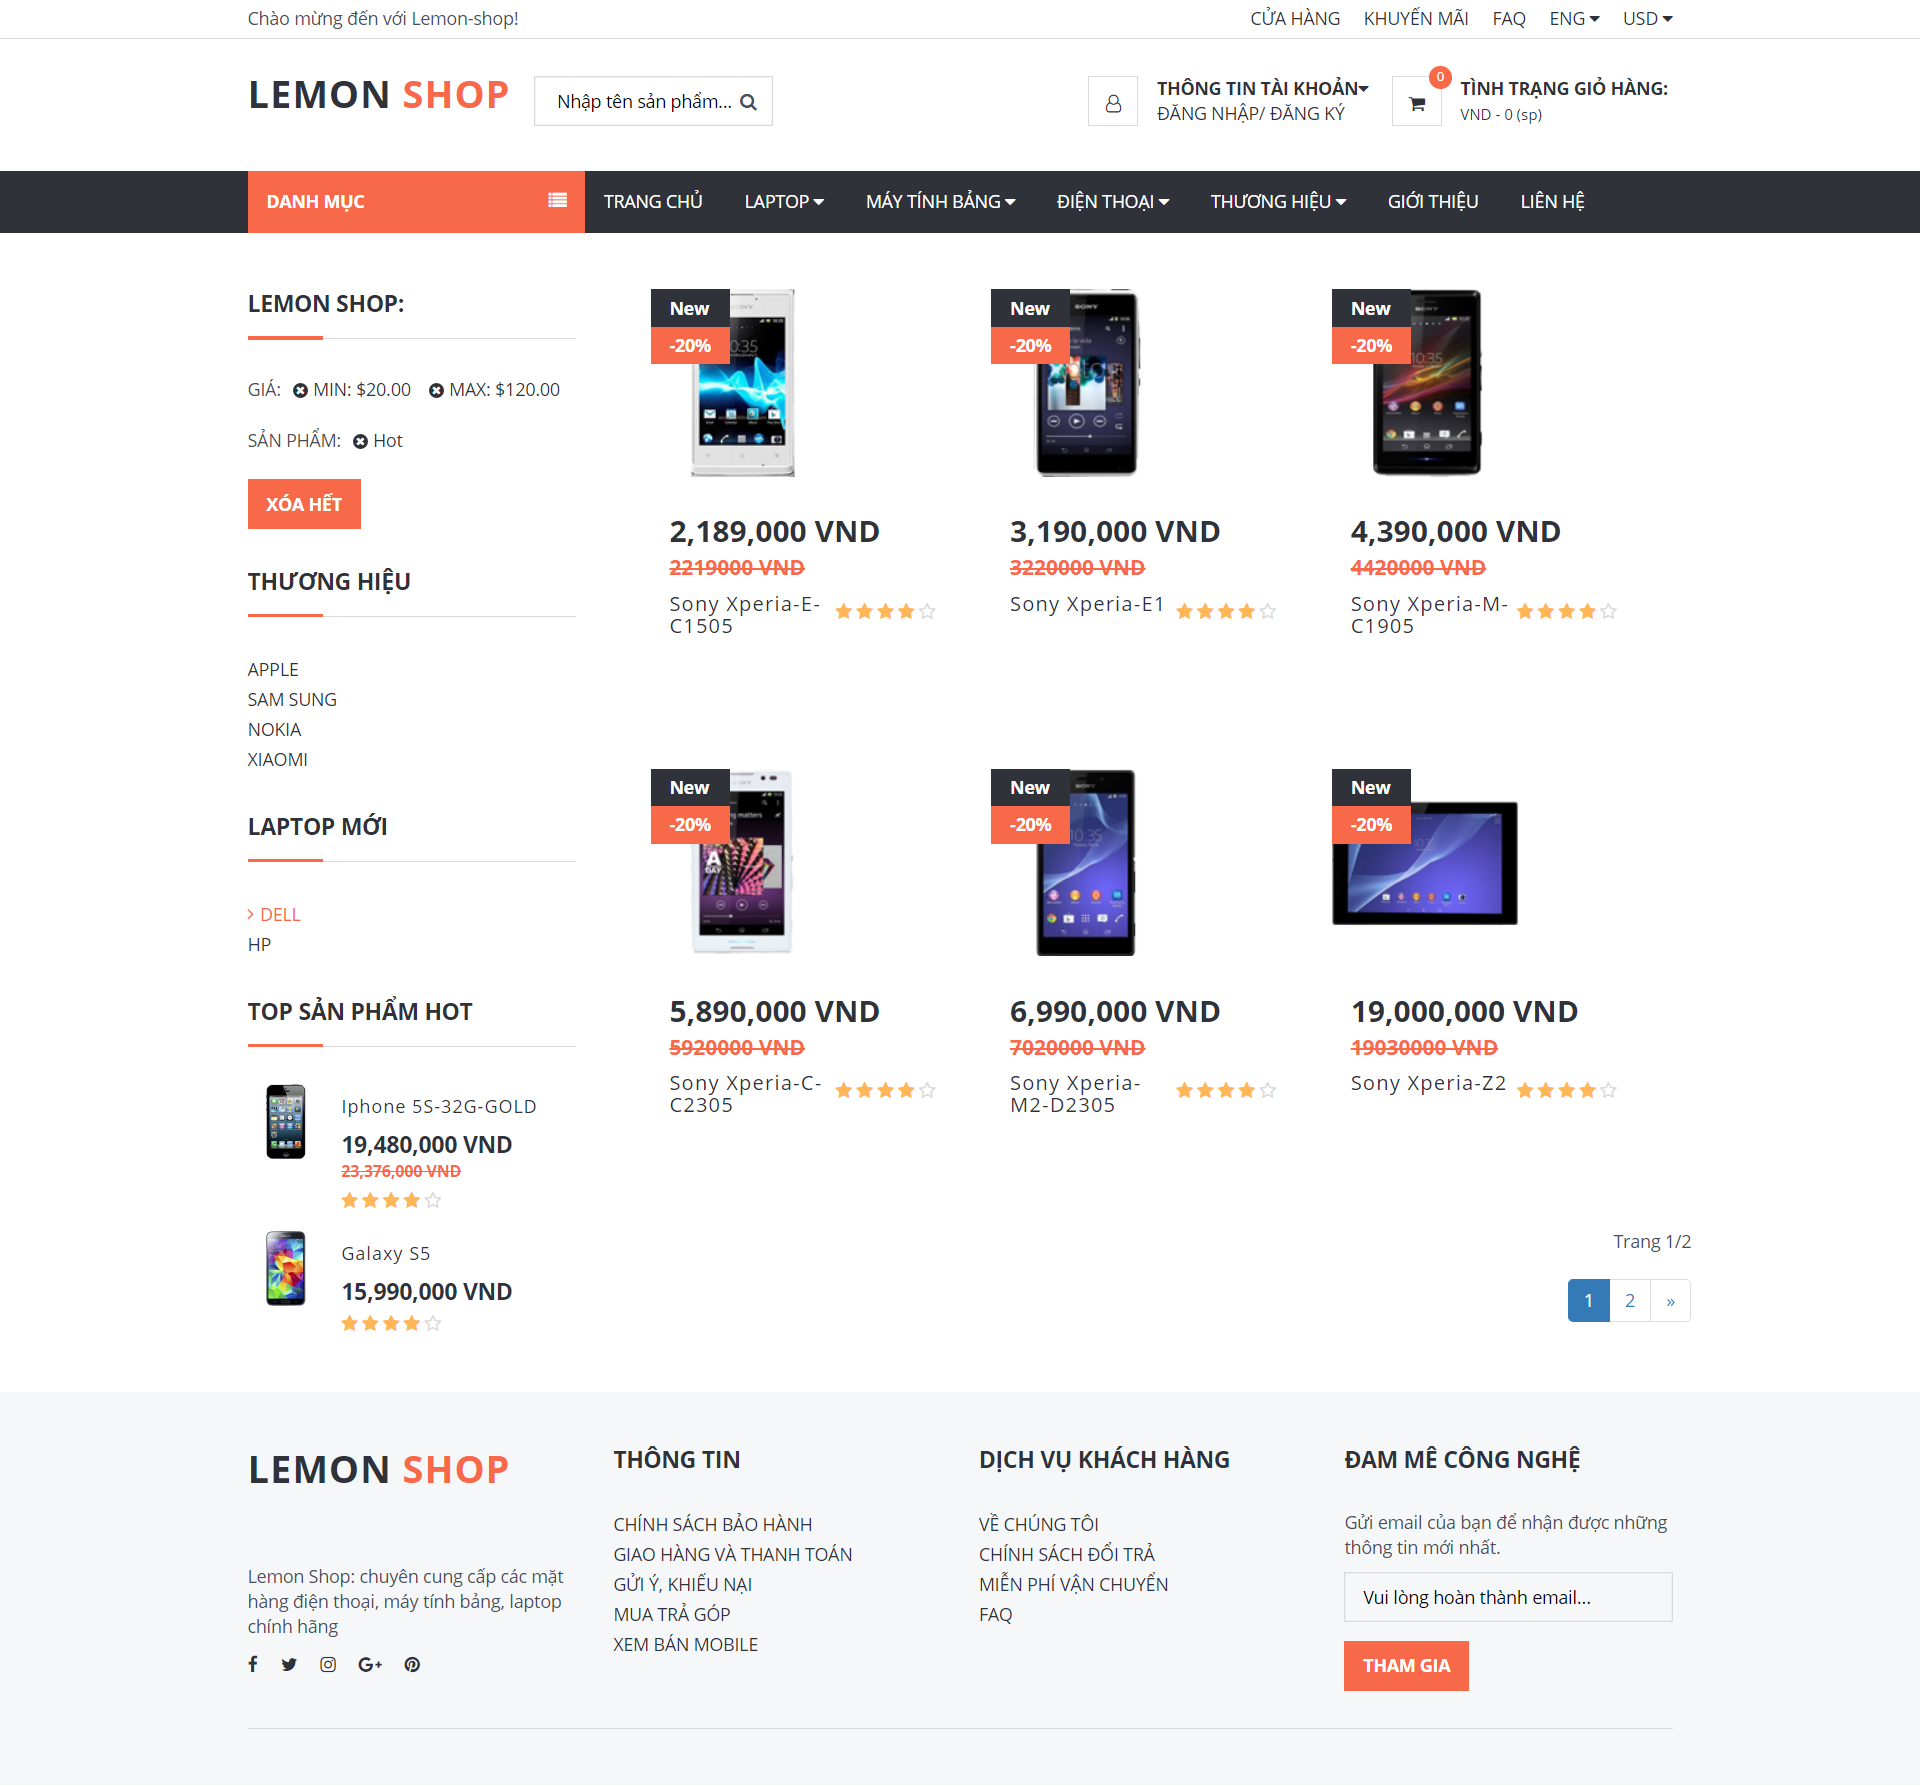 Chào mừng đến với Lemon-shop!
CỬA HÀNG KHUYẾN MÃI FAQ ENG USD
LEMON SHOP
Nhập tên sản phẩm...
THÔNG TIN TÀI KHOẢN
ĐĂNG NHẬP/ ĐĂNG KÝ
0
TÌNH TRẠNG GIỎ HÀNG:
VND - 0 (sp)
DANH MỤC
TRANG CHỦ LAPTOP MÁY TÍNH BẢNG ĐIỆN THOẠI THƯƠNG HIỆU GIỚI THIỆU LIÊN HỆ
LEMON SHOP:
GIÁ: MIN: $20.00 MAX: $120.00
SẢN PHẨM: Hot
XÓA HẾT
THƯƠNG HIỆU
APPLE
SAM SUNG
NOKIA
XIAOMI
LAPTOP MỚI
DELL
HP
TOP SẢN PHẨM HOT
Iphone 5S-32G-GOLD
19,480,000 VND
23,376,000 VND
Galaxy S5
15,990,000 VND
New
-20%
2,189,000 VND
2219000 VND
Sony Xperia-E-
C1505
New
-20%
3,190,000 VND
3220000 VND
Sony Xperia-E1
New
-20%
4,390,000 VND
4420000 VND
Sony Xperia-M-
C1905
New
-20%
5,890,000 VND
5920000 VND
Sony Xperia-C-
C2305
New
-20%
6,990,000 VND
7020000 VND
Sony Xperia-
M2-D2305
New
-20%
19,000,000 VND
19030000 VND
Sony Xperia-Z2
Trang 1/2
1 2 »
LEMON SHOP
Lemon Shop: chuyên cung cấp các mặt
hàng điện thoại, máy tính bảng, laptop
chính hãng
THÔNG TIN
CHÍNH SÁCH BẢO HÀNH
GIAO HÀNG VÀ THANH TOÁN
GỬI Ý, KHIẾU NẠI
MUA TRẢ GÓP
XEM BÁN MOBILE
DỊCH VỤ KHÁCH HÀNG
VỀ CHÚNG TÔI
CHÍNH SÁCH ĐỔI TRẢ
MIỄN PHÍ VẬN CHUYỂN
FAQ
ĐAM MÊ CÔNG NGHỆ
Gửi email của bạn để nhận được những
thông tin mới nhất.
Vui lòng hoàn thành email...
THAM GIA